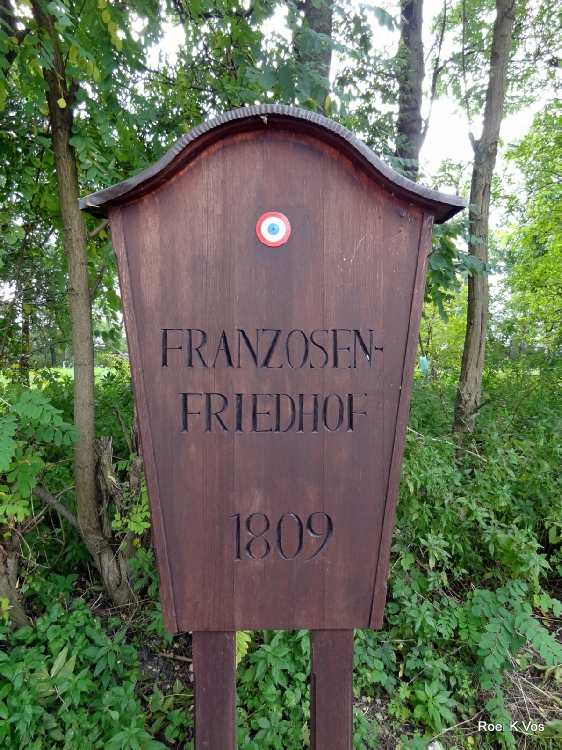 FRANZOSEN-
FRIEDHOF
1809
Roel K Vos